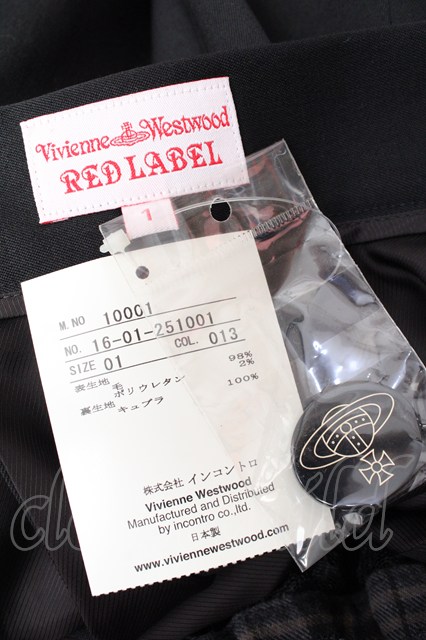 Vivienne Westwood
RED LABEL
1
M.NO 10001
NO. 16-01-251001
SIZE 01 COL. 013
表生地 毛 98%
ポリウレタン 2%
裏生地 キュプラ 100%
株式会社 インコントロ
Vivienne Westwood
Manufactured and Distributed
by incontro co.,ltd.
日本製
www.viviennewestwood.com